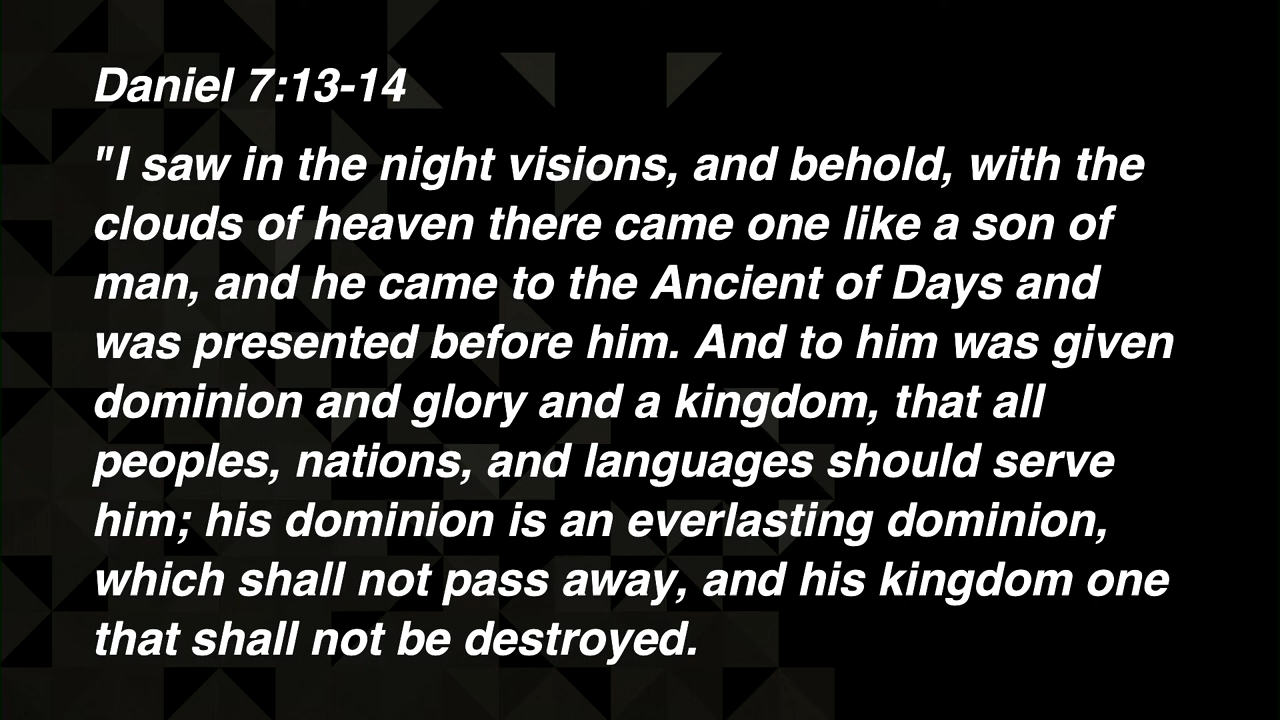 Daniel 7:13-14
"I saw in the night visions, and behold, with the
clouds of heaven there came one like a son of
man, and he came to the Ancient of Days and
was presented before him. And to him was given
dominion and glory and a kingdom, that all
peoples, nations, and languages should serve
him; his dominion is an everlasting dominion,
which shall not pass away, and his kingdom one
that shall not be destroyed.